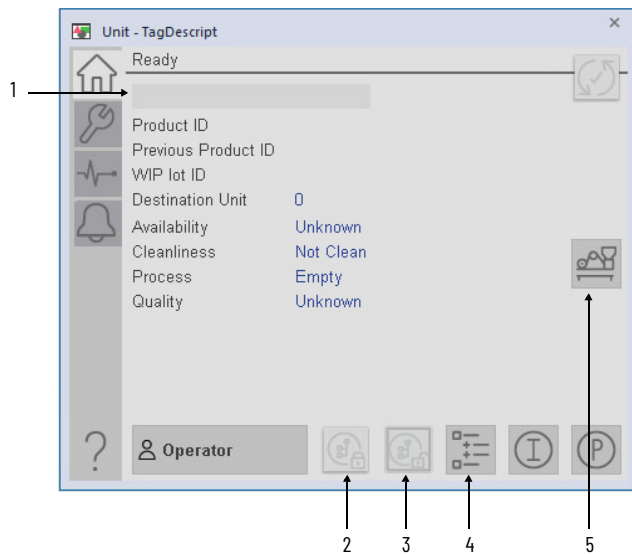 Unit - TagDescript
Ready
1
Product ID
Previous Product ID
WIP lot ID
Destination Unit 0
Availability Unknown
Cleanliness Not Clean
Process Empty
Quality Unknown
? Operator I P
2 3 4 5